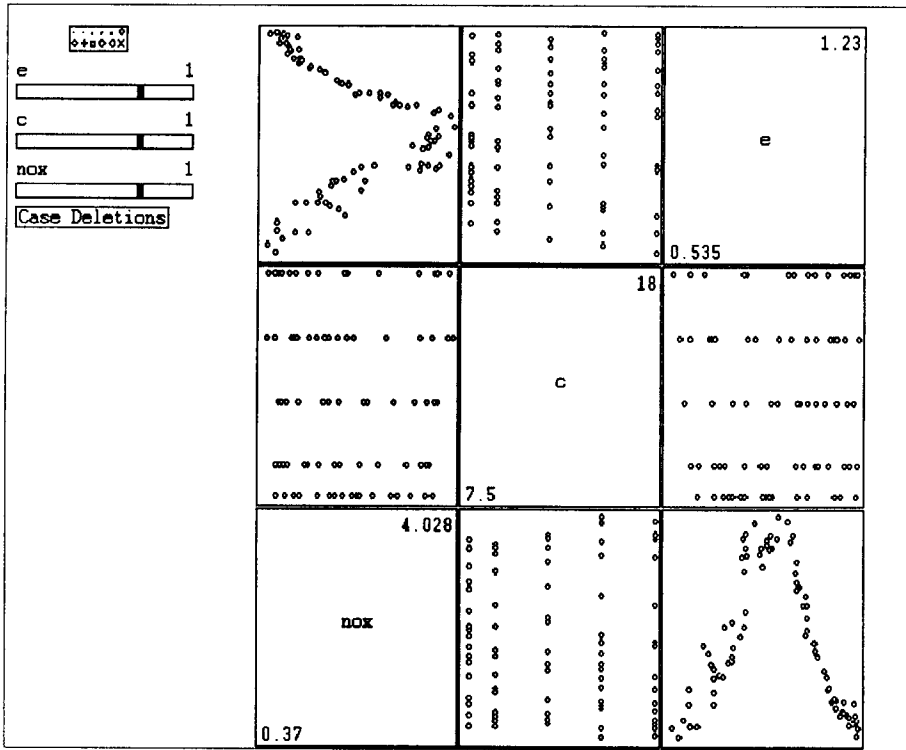 e 1
c 1
nox 1
Case Deletions
1.23
e
0.535
18
c
7.5
4.028
nox
0.37